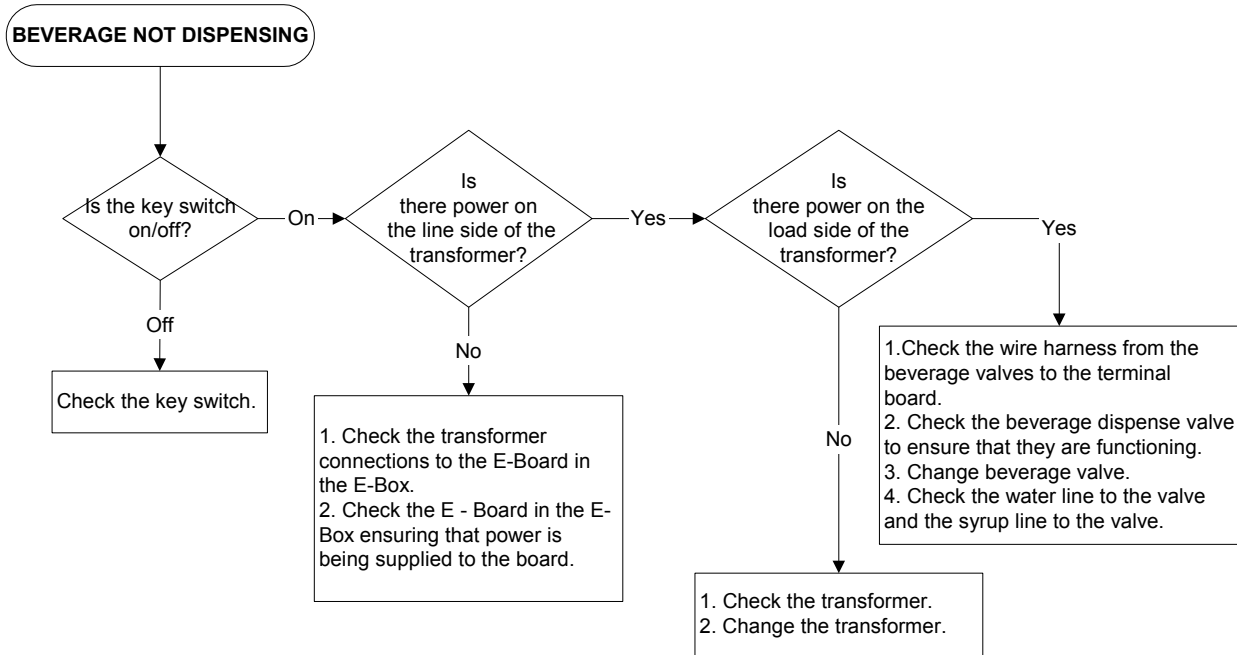 BEVERAGE NOT DISPENSING
Is the key switch
on/off?
On
Off
Check the key switch.
Is
there power on
the line side of the
transformer?
Yes
No
1. Check the transformer
connections to the E-Board in
the E-Box.
2. Check the E - Board in the E-
Box ensuring that power is
being supplied to the board.
Is
there power on the
load side of the
transformer?
Yes
No
1.Check the wire harness from the
beverage valves to the terminal
board.
2. Check the beverage dispense valve
to ensure that they are functioning.
3. Change beverage valve.
4. Check the water line to the valve
and the syrup line to the valve.
1. Check the transformer.
2. Change the transformer.